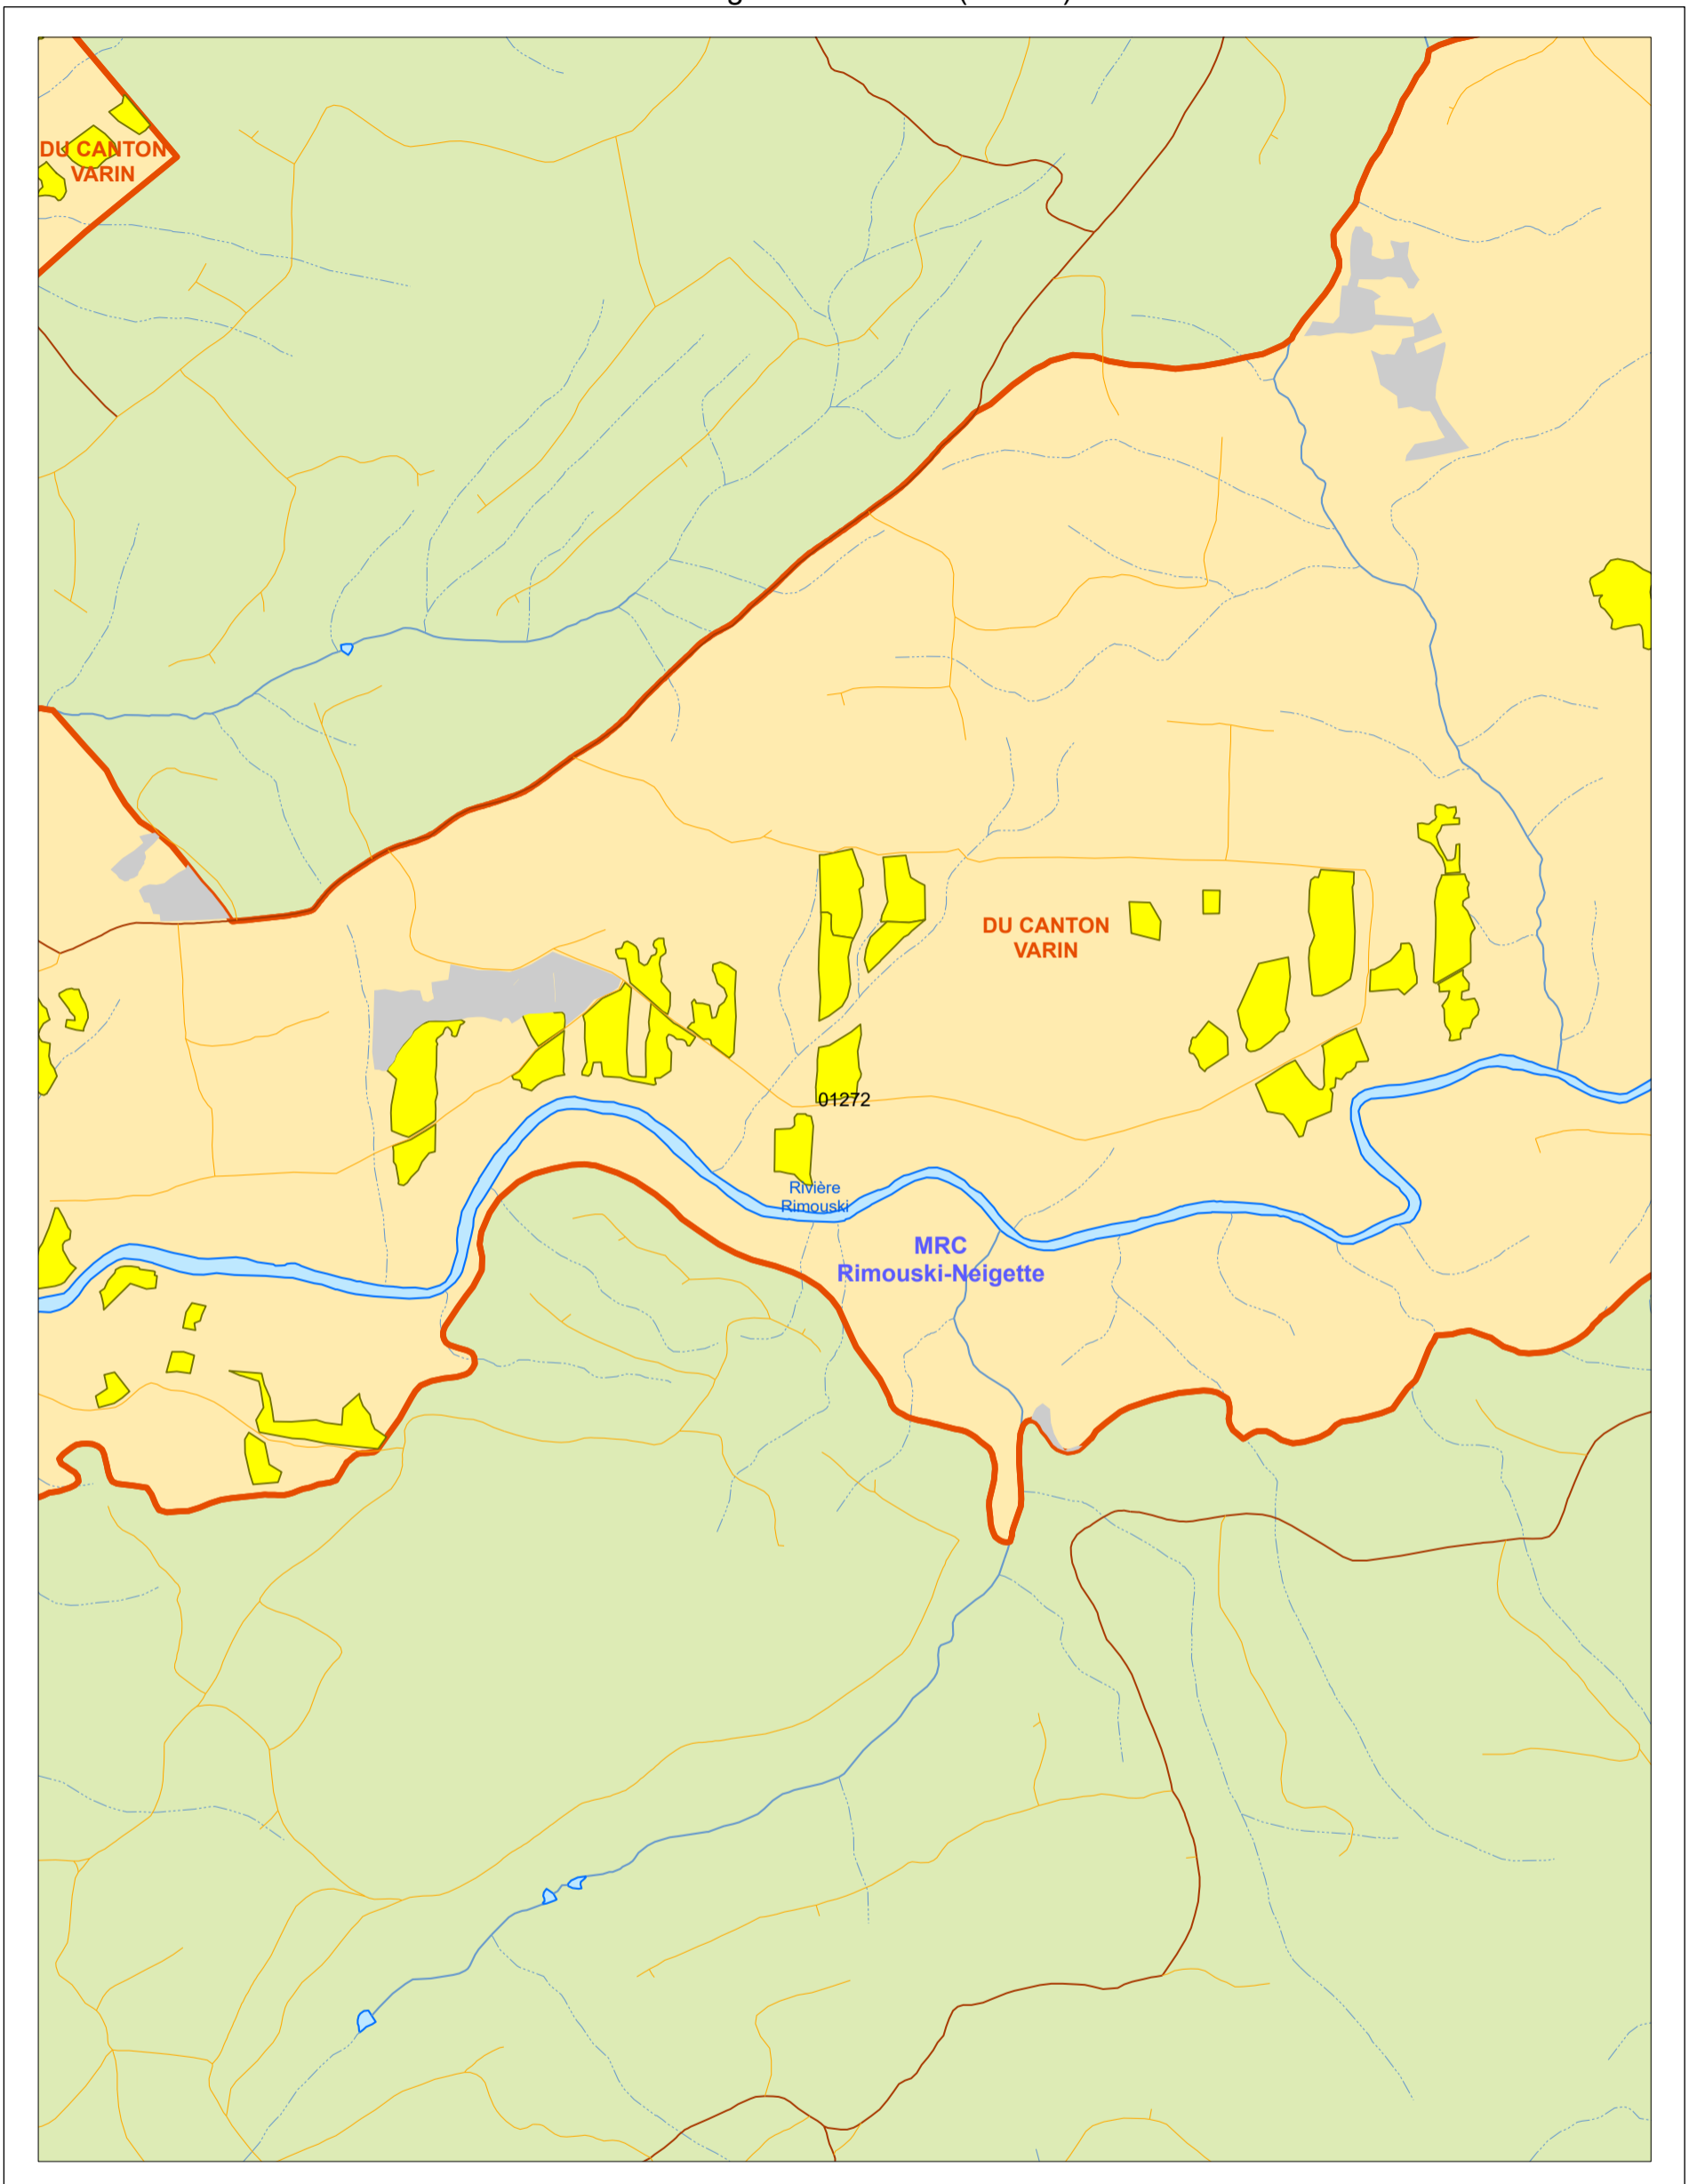 DU CANTON
VARIN
DU CANTON
VARIN
01272
Rivière
Rimouski
MRC
Rimouski-Neigette